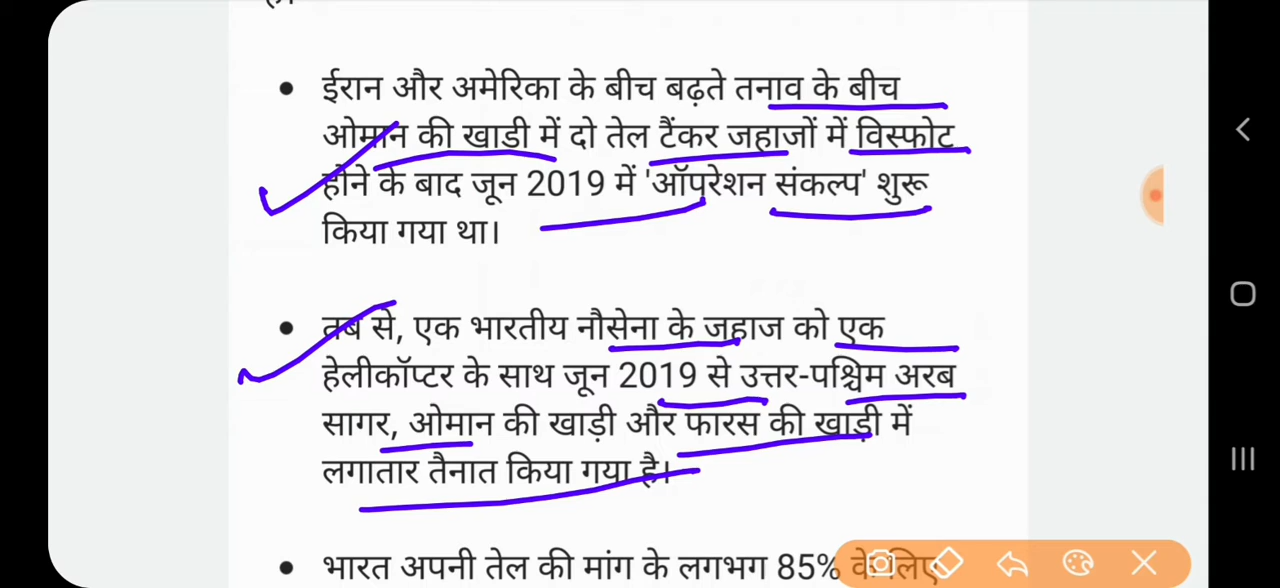 ईरान और अमेरिका के बीच बढ़ते तनाव के बीच
ओमान की खाडी में दो तेल टैंकर जहाजों में विस्फोट
होने के बाद जून 2019 में 'ऑपरेशन संकल्प' शुरू
किया गया था।
तब से, एक भारतीय नौसेना के जहाज को एक
हेलीकॉप्टर के साथ जून 2019 से उत्तर-पश्चिम अरब
सागर, ओमान की खाड़ी और फारस की खाड़ी में
लगातार तैनात किया गया है।
भारत अपनी तेल की मांग के लगभग 85% के लिए